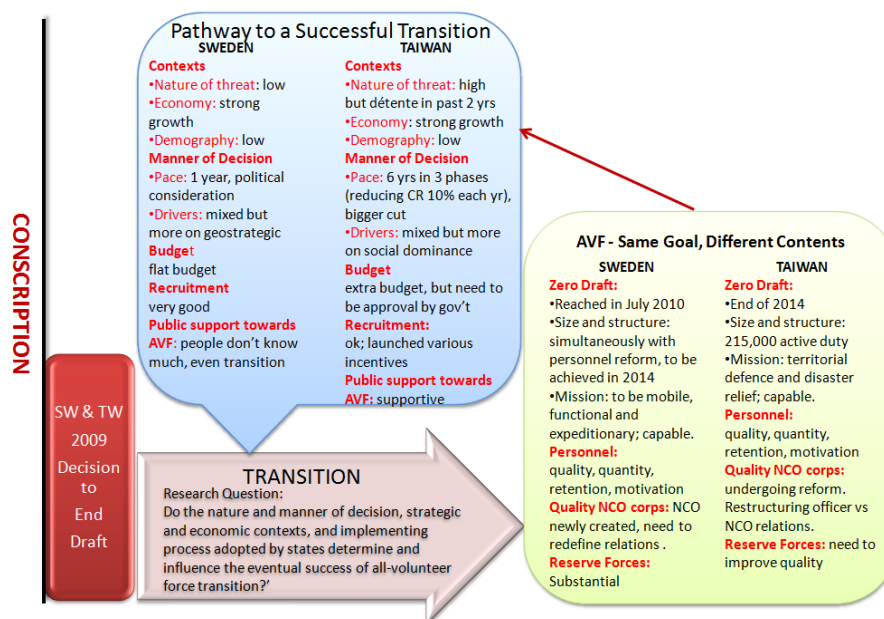 Pathway to a Successful Transition
SWEDEN
Contexts
•Nature of threat: low
•Economy: strong
growth
•Demography: low
Manner of Decision
•Pace: 1 year, political
consideration
•Drivers: mixed but
more on geostrategic
Budget
flat budget
Recruitment
very good
Public support towards
AVF: people don't know
much, even transition
TAIWAN
Contexts
•Nature of threat: high
but détente in past 2 yrs
•Economy: strong growth
•Demography: low
Manner of Decision
•Pace: 6 yrs in 3 phases
(reducing CR 10% each yr),
bigger cut
•Drivers: mixed but more
on social dominance
Budget
extra budget, but need to
be approval by gov't
Recruitment:
ok; launched various
incentives
Public support towards
AVF: supportive
CONSCRIPTION
SW & TW
2009
Decision
to
End
Draft
TRANSITION
Research Question:
Do the nature and manner of decision, strategic
and economic contexts, and implementing
process adopted by states determine and
influence the eventual success of all-volunteer
force transition?'
AVF - Same Goal, Different Contents
SWEDEN
Zero Draft:
•Reached in July 2010
•Size and structure:
simultaneously with
personnel reform, to be
achieved in 2014
•Mission: to be mobile,
functional and
expeditionary; capable.
Personnel:
quality, quantity,
retention, motivation
Quality NCO corps: NCO
newly created, need to
redefine relations .
Reserve Forces:
Substantial
TAIWAN
Zero Draft:
•End of 2014
•Size and structure:
215,000 active duty
•Mission: territorial
defence and disaster
relief; capable.
Personnel:
quality, quantity,
retention, motivation
Quality NCO corps:
undergoing reform.
Restructuring officer vs
NCO relations.
Reserve Forces: need to
improve quality